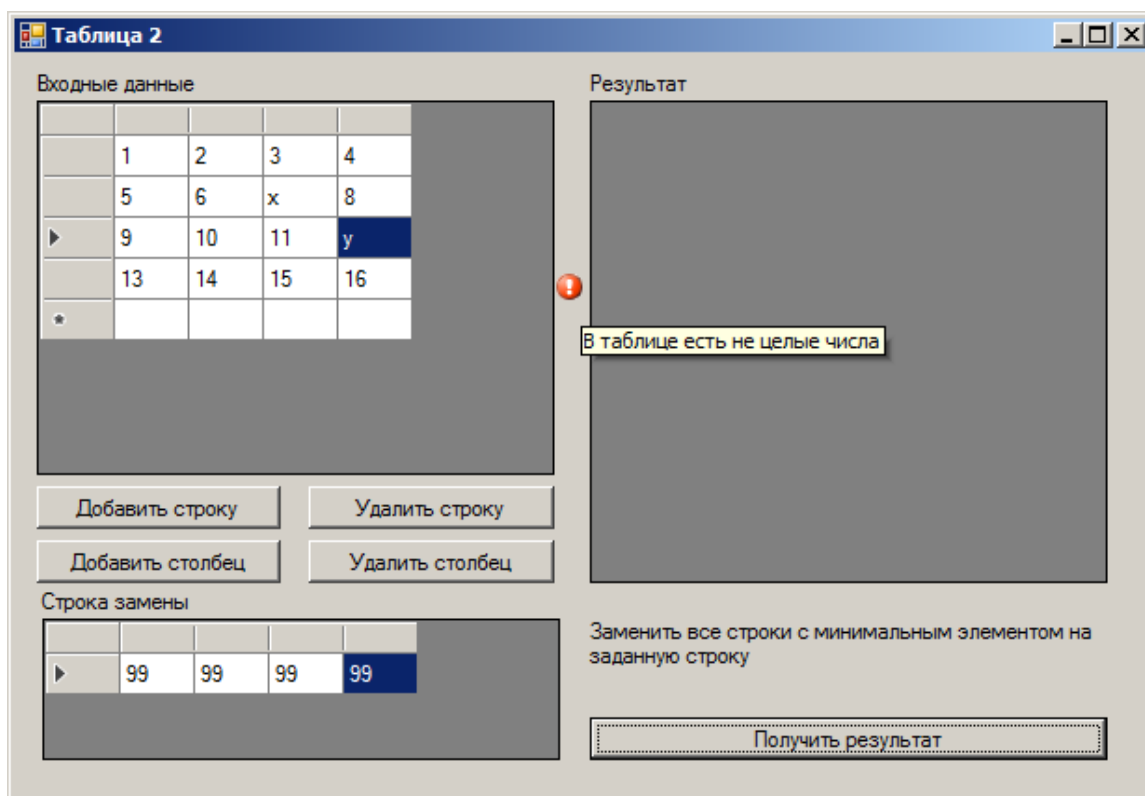 Таблица 2
Входные данные
1 2 3 4
5 6 x 8
9 10 11 y
13 14 15 16
*
Добавить строку
Удалить строку
Добавить столбец
Удалить столбец
Строка замены
99 99 99 99
Результат
В таблице есть не целые числа
Заменить все строки с минимальным элементом на
заданную строку
Получить результат